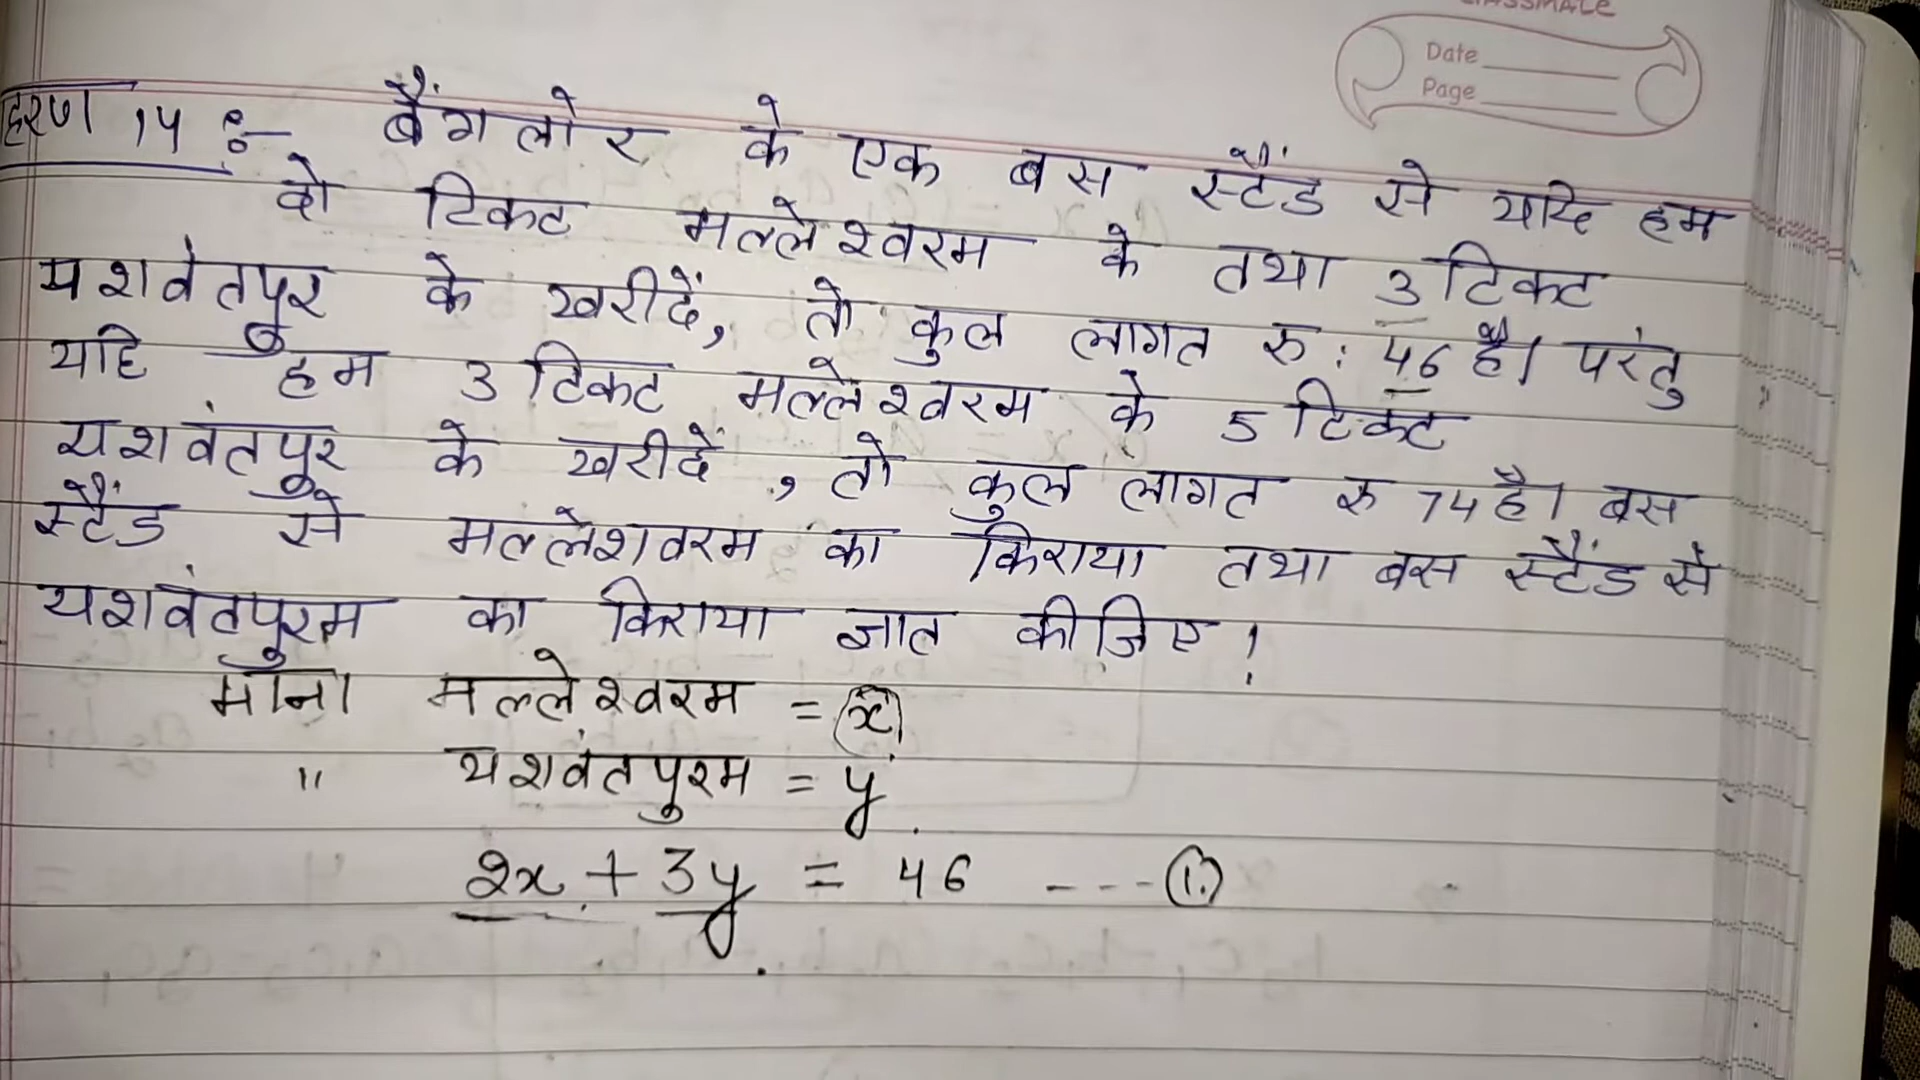 CLASSMATE
Date
Page
हरण 14 :-  बैंगलोर के एक बस स्टैंड से यदि हम
दो टिकट मल्लेश्वरम के तथा 3 टिकट
यशवंतपुर के खरीदें, तो कुल लागत रु : 46 है। परंतु
यदि हम 3 टिकट मल्लेश्वरम के 5 टिकट
यशवंतपुर के खरीदें, तो कुल लागत रु 74 है। बस
स्टैंड से मल्लेशवरम का किराया तथा बस स्टैंड से
यशवंतपुरम का किराया ज्ञात कीजिए।
माना मल्लेश्वरम = x
" यशवंतपुरम = y
2x + 3y = 46 ---- (1.)